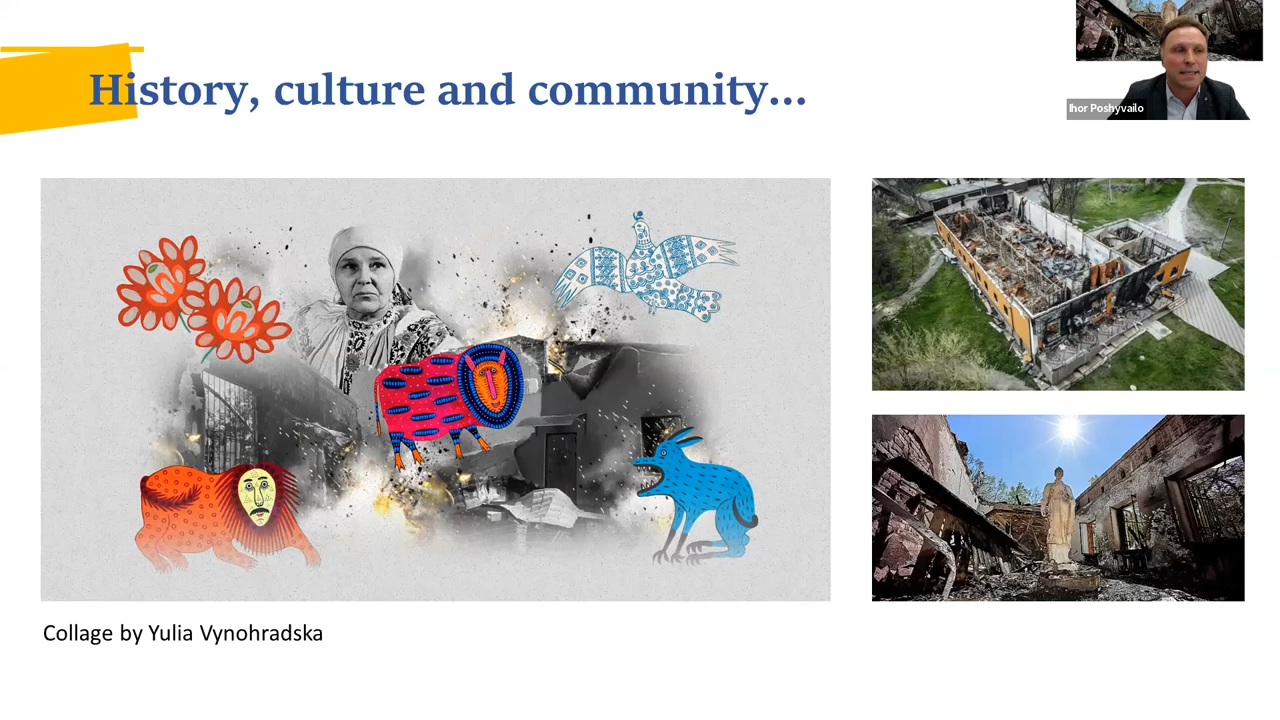 History, culture and community...
Ihor Poshyvailo
Collage by Yulia Vynohradska